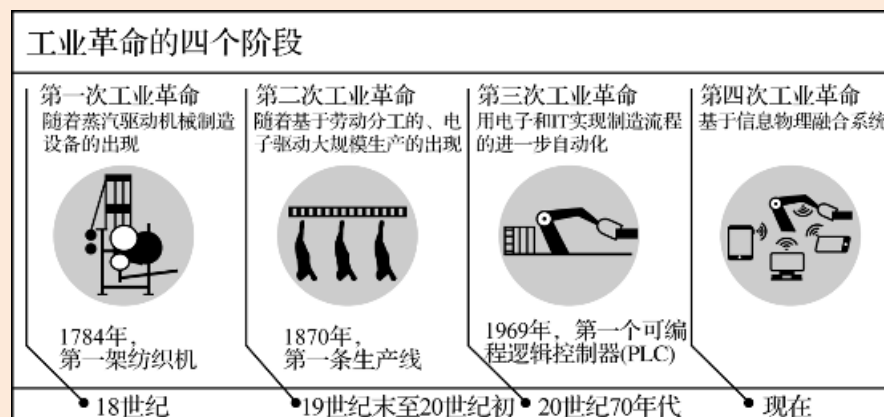 工业革命的四个阶段
第一次工业革命
随着蒸汽驱动机械制造
设备的出现
1784年，
第一架纺织机
18世纪
第二次工业革命
随着基于劳动分工的、电
子驱动大规模生产的出现
1870年，
第一条生产线
19世纪末至20世纪初
第三次工业革命
用电子和IT实现制造流程
的进一步自动化
1969年，第一个可编
程逻辑控制器(PLC)
20世纪70年代
第四次工业革命
基于信息物理融合系统
现在